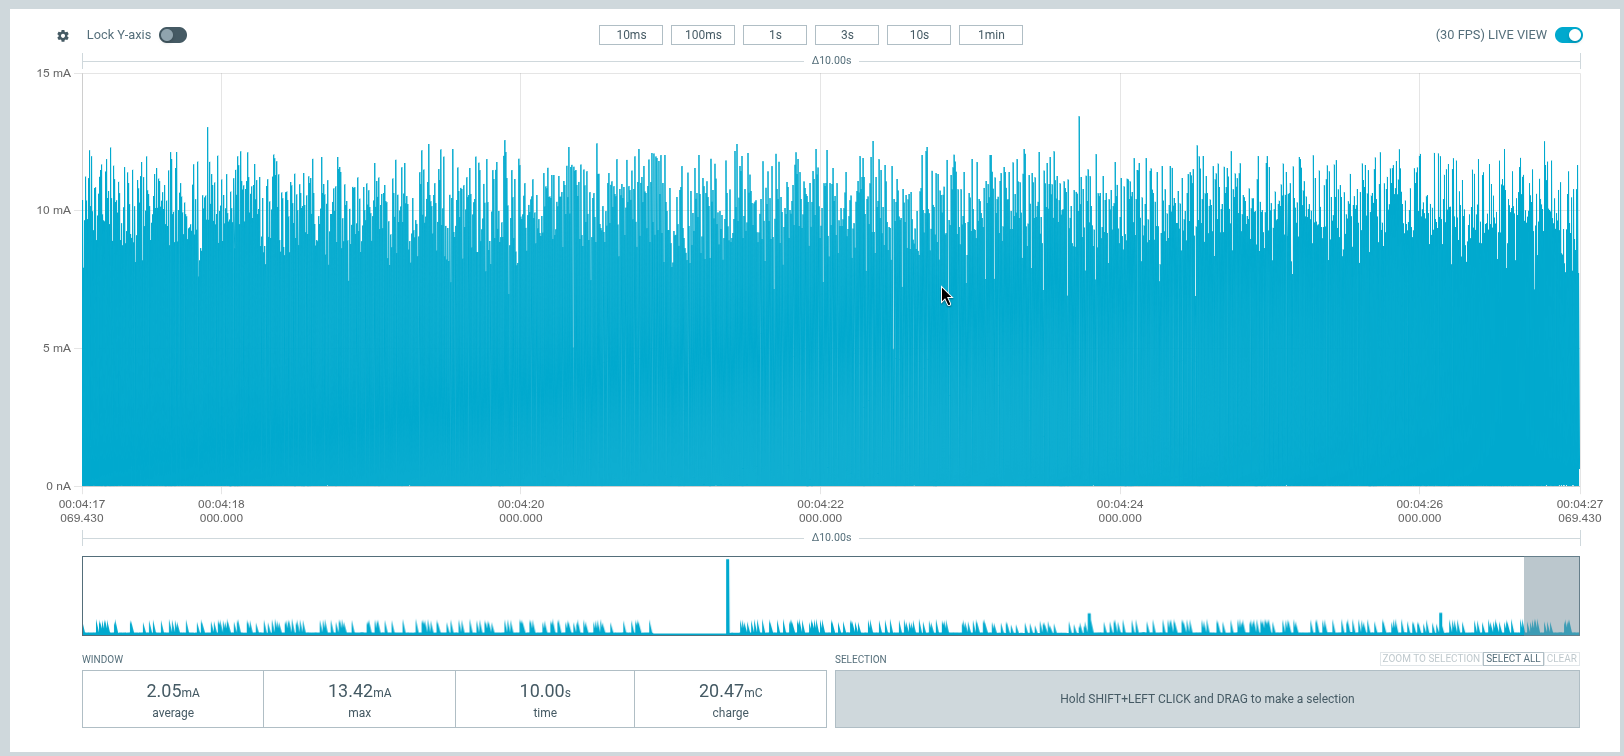 Lock Y-axis 10ms 100ms 1s 3s 10s 1min (30 FPS) LIVE VIEW
Δ10.00s
15 mA
10 mA
5 mA
0 nA
00:04:17 00:04:18 00:04:20 00:04:22 00:04:24 00:04:26 00:04:27
069.430 000.000 000.000 000.000 000.000 000.000 069.430
Δ10.00s
WINDOW SELECTION ZOOM TO SELECTION SELECT ALL CLEAR
2.05mA 13.42mA 10.00s 20.47mC
average max time charge
Hold SHIFT+LEFT CLICK and DRAG to make a selection